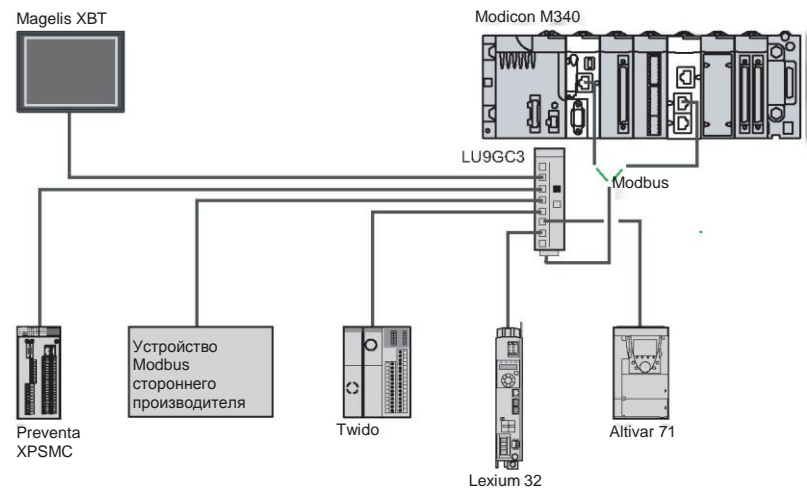 Magelis XBT
Modicon M340
LU9GC3
Modbus
Устройство
Modbus
стороннего
производителя
Preventa
XPSMC
Twido
Lexium 32
Altivar 71